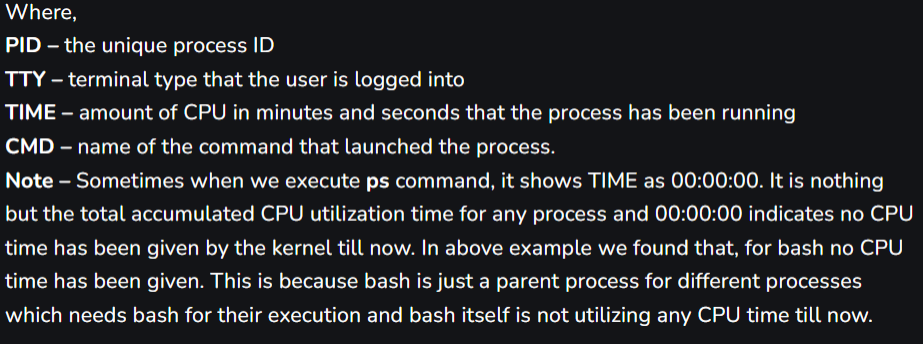 Where,
PID – the unique process ID
TTY – terminal type that the user is logged into
TIME – amount of CPU in minutes and seconds that the process has been running
CMD – name of the command that launched the process.
Note – Sometimes when we execute ps command, it shows TIME as 00:00:00. It is nothing
but the total accumulated CPU utilization time for any process and 00:00:00 indicates no CPU
time has been given by the kernel till now. In above example we found that, for bash no CPU
time has been given. This is because bash is just a parent process for different processes
which needs bash for their execution and bash itself is not utilizing any CPU time till now.